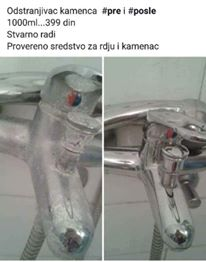 Odstranjivac kamenca #pre i #posle
1000ml...399 din
Stvarno radi
Provereno sredstvo za rdju i kamenac